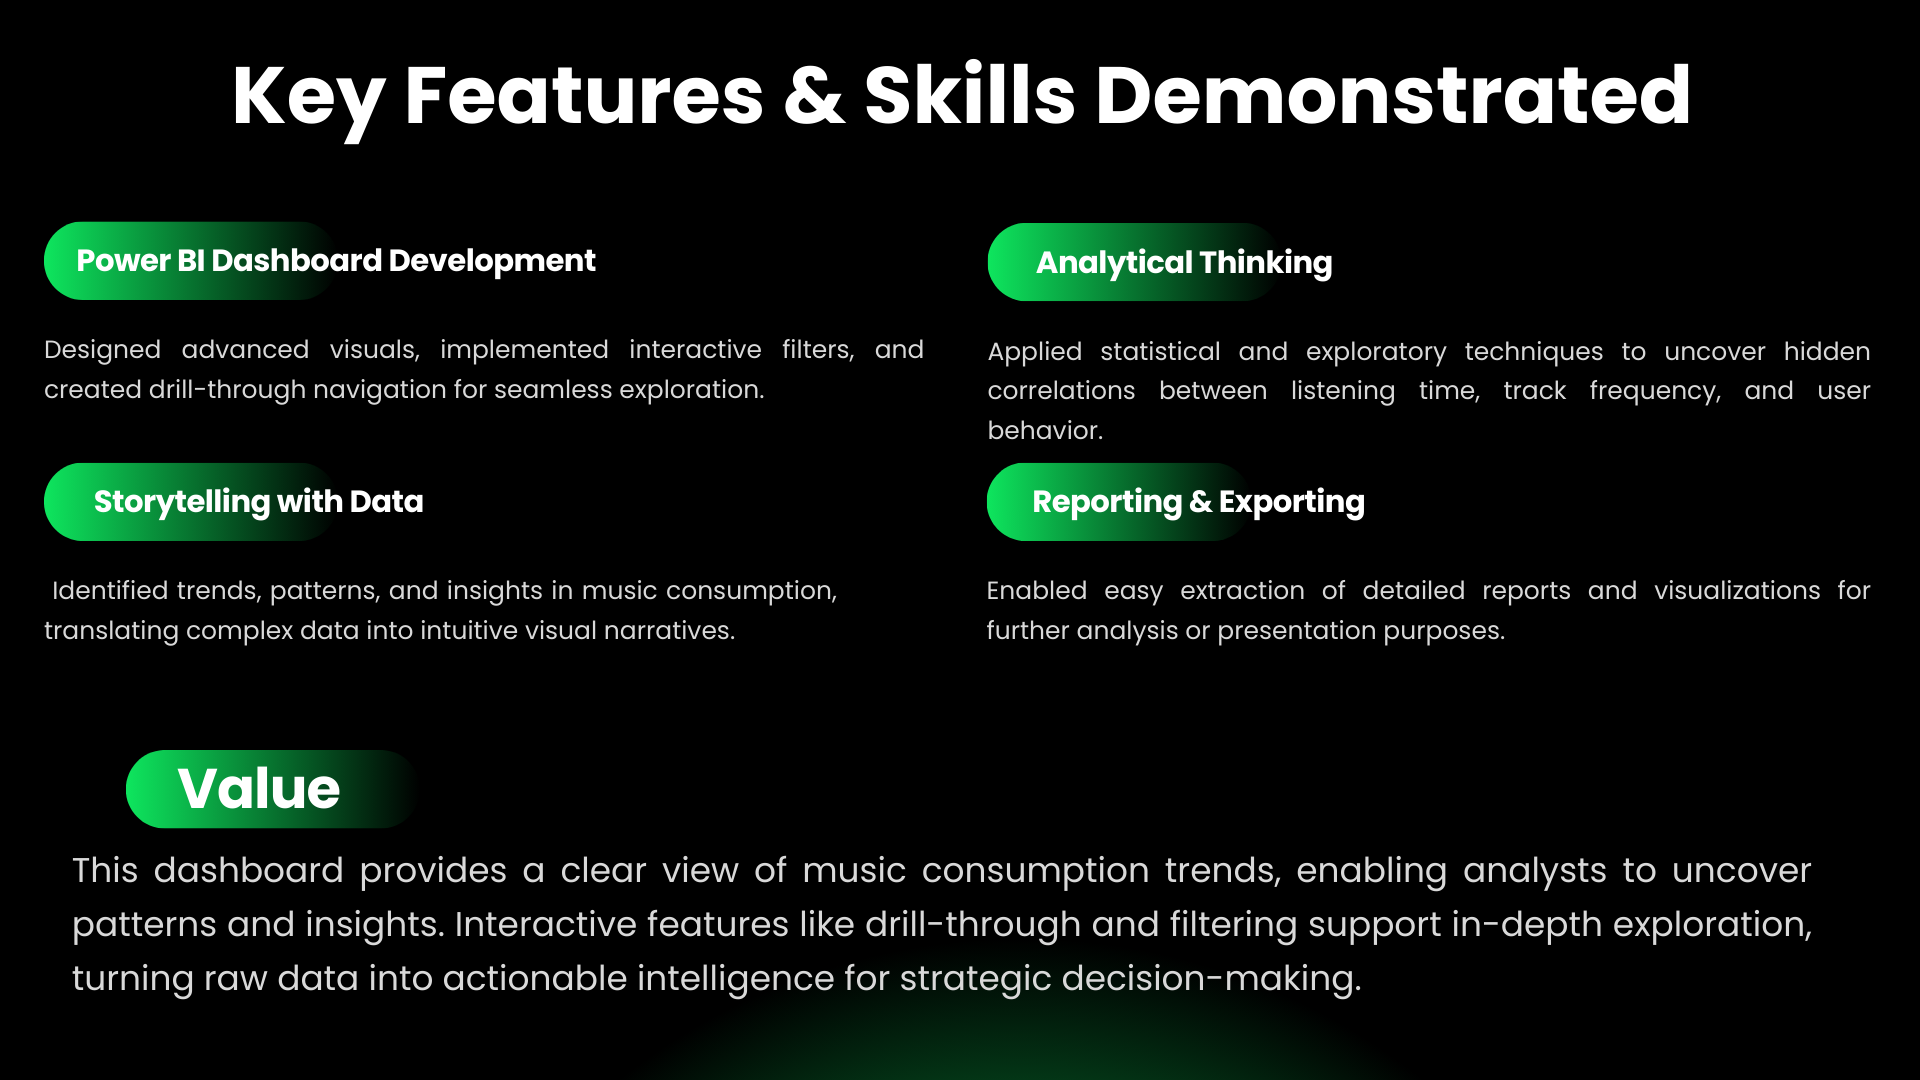 Key Features & Skills Demonstrated
Power BI Dashboard Development
Designed advanced visuals, implemented interactive filters, and
created drill-through navigation for seamless exploration.
Analytical Thinking
Applied statistical and exploratory techniques to uncover hidden
correlations between listening time, track frequency, and user
behavior.
Storytelling with Data
Identified trends, patterns, and insights in music consumption,
translating complex data into intuitive visual narratives.
Reporting & Exporting
Enabled easy extraction of detailed reports and visualizations for
further analysis or presentation purposes.
Value
This dashboard provides a clear view of music consumption trends, enabling analysts to uncover
patterns and insights. Interactive features like drill-through and filtering support in-depth exploration,
turning raw data into actionable intelligence for strategic decision-making.